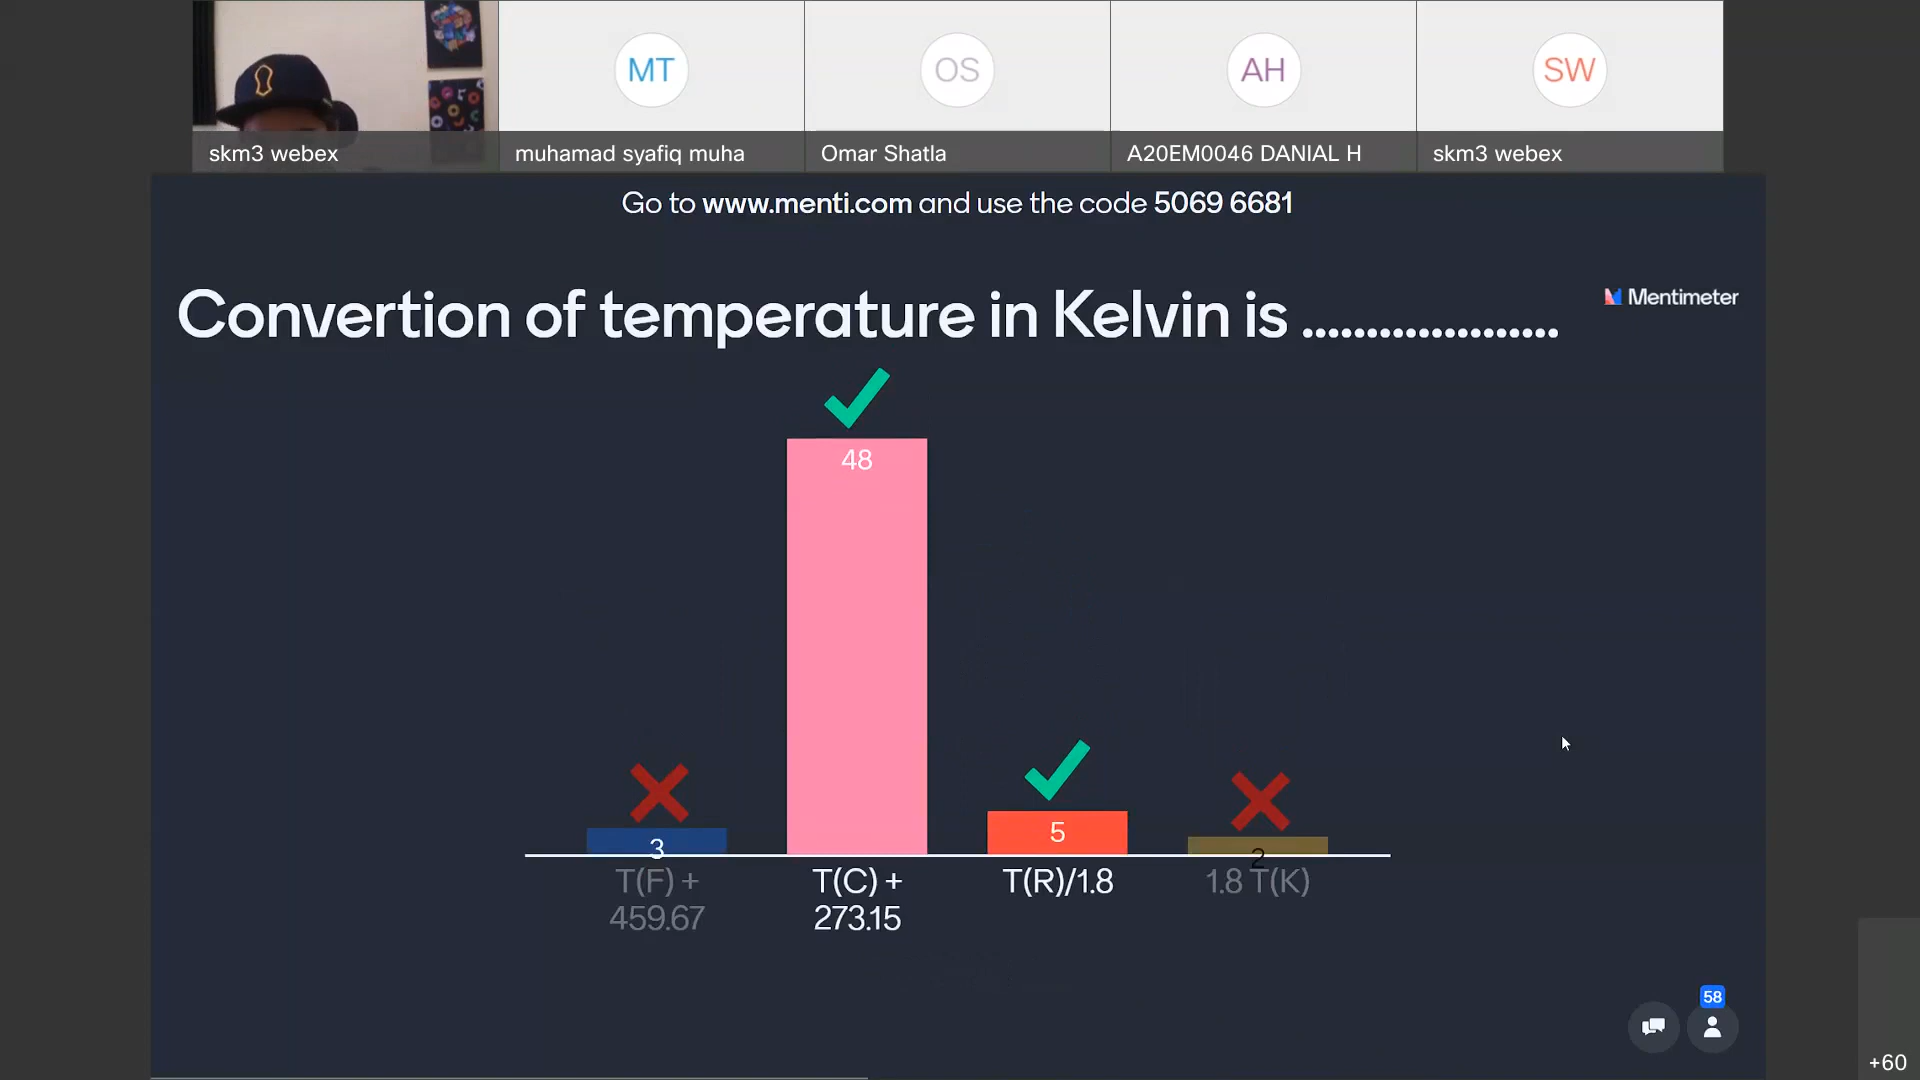 MT
OS
AH
SW
skm3 webex
muhamad syafiq muha
Omar Shatla
A20EM0046 DANIAL H
skm3 webex
Go to www.menti.com and use the code 5069 6681
Convertion of temperature in Kelvin is ....................
Mentimeter
48
3
5
2
T(F) +
459.67
T(C) +
273.15
T(R)/1.8
1.8 T(K)
58
+60